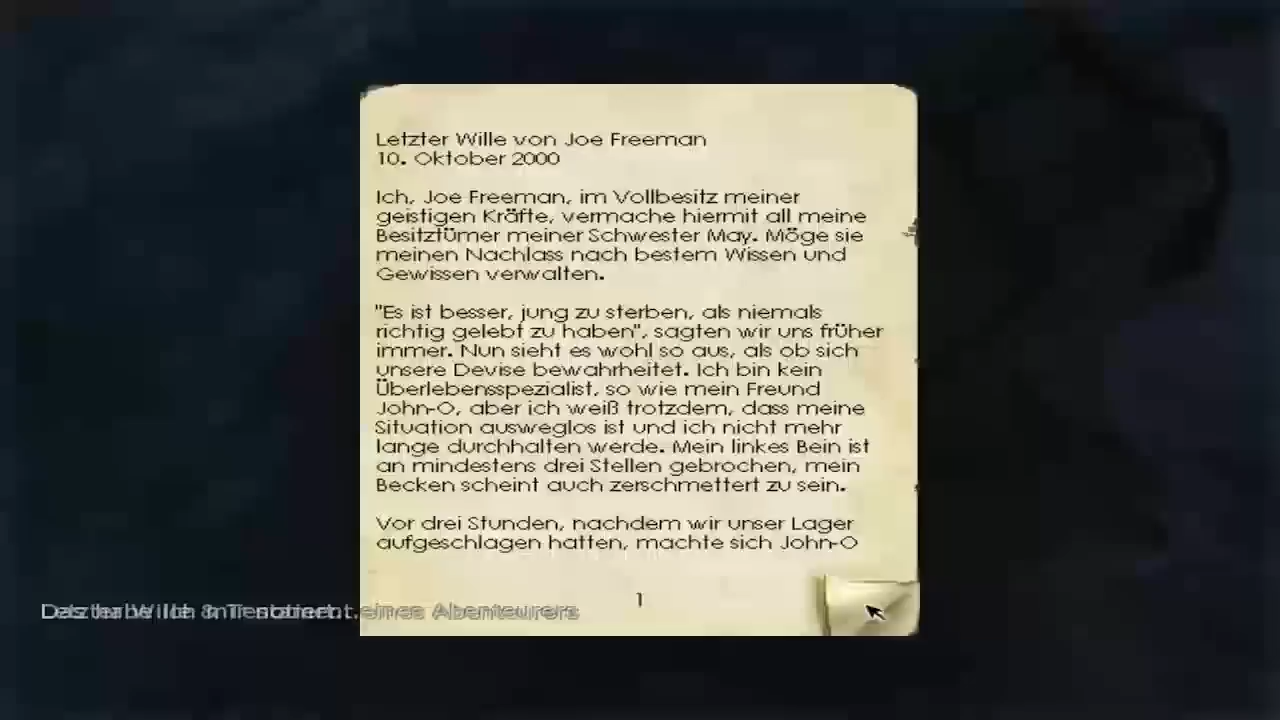 Letzter Wille von Joe Freeman
10. Oktober 2000
Ich, Joe Freeman, im Vollbesitz meiner
geistigen Kräfte, vermache hiermit all meine
Besitztümer meiner Schwester May. Möge sie
meinen Nachlass nach bestem Wissen und
Gewissen verwalten.
"Es ist besser, jung zu sterben, als niemals
richtig gelebt zu haben", sagten wir uns früher
immer. Nun sieht es wohl so aus, als ob sich
unsere Devise bewahrheitet. Ich bin kein
Überlebensspezialist, so wie mein Freund
John-O, aber ich weiß trotzdem, dass meine
Situation ausweglos ist und ich nicht mehr
lange durchhalten werde. Mein linkes Bein ist
an mindestens drei Stellen gebrochen, mein
Becken scheint auch zerschmettert zu sein.
Vor drei Stunden, nachdem wir unser Lager
aufgeschlagen hatten, machte sich John-O
1
eines Abenteurers